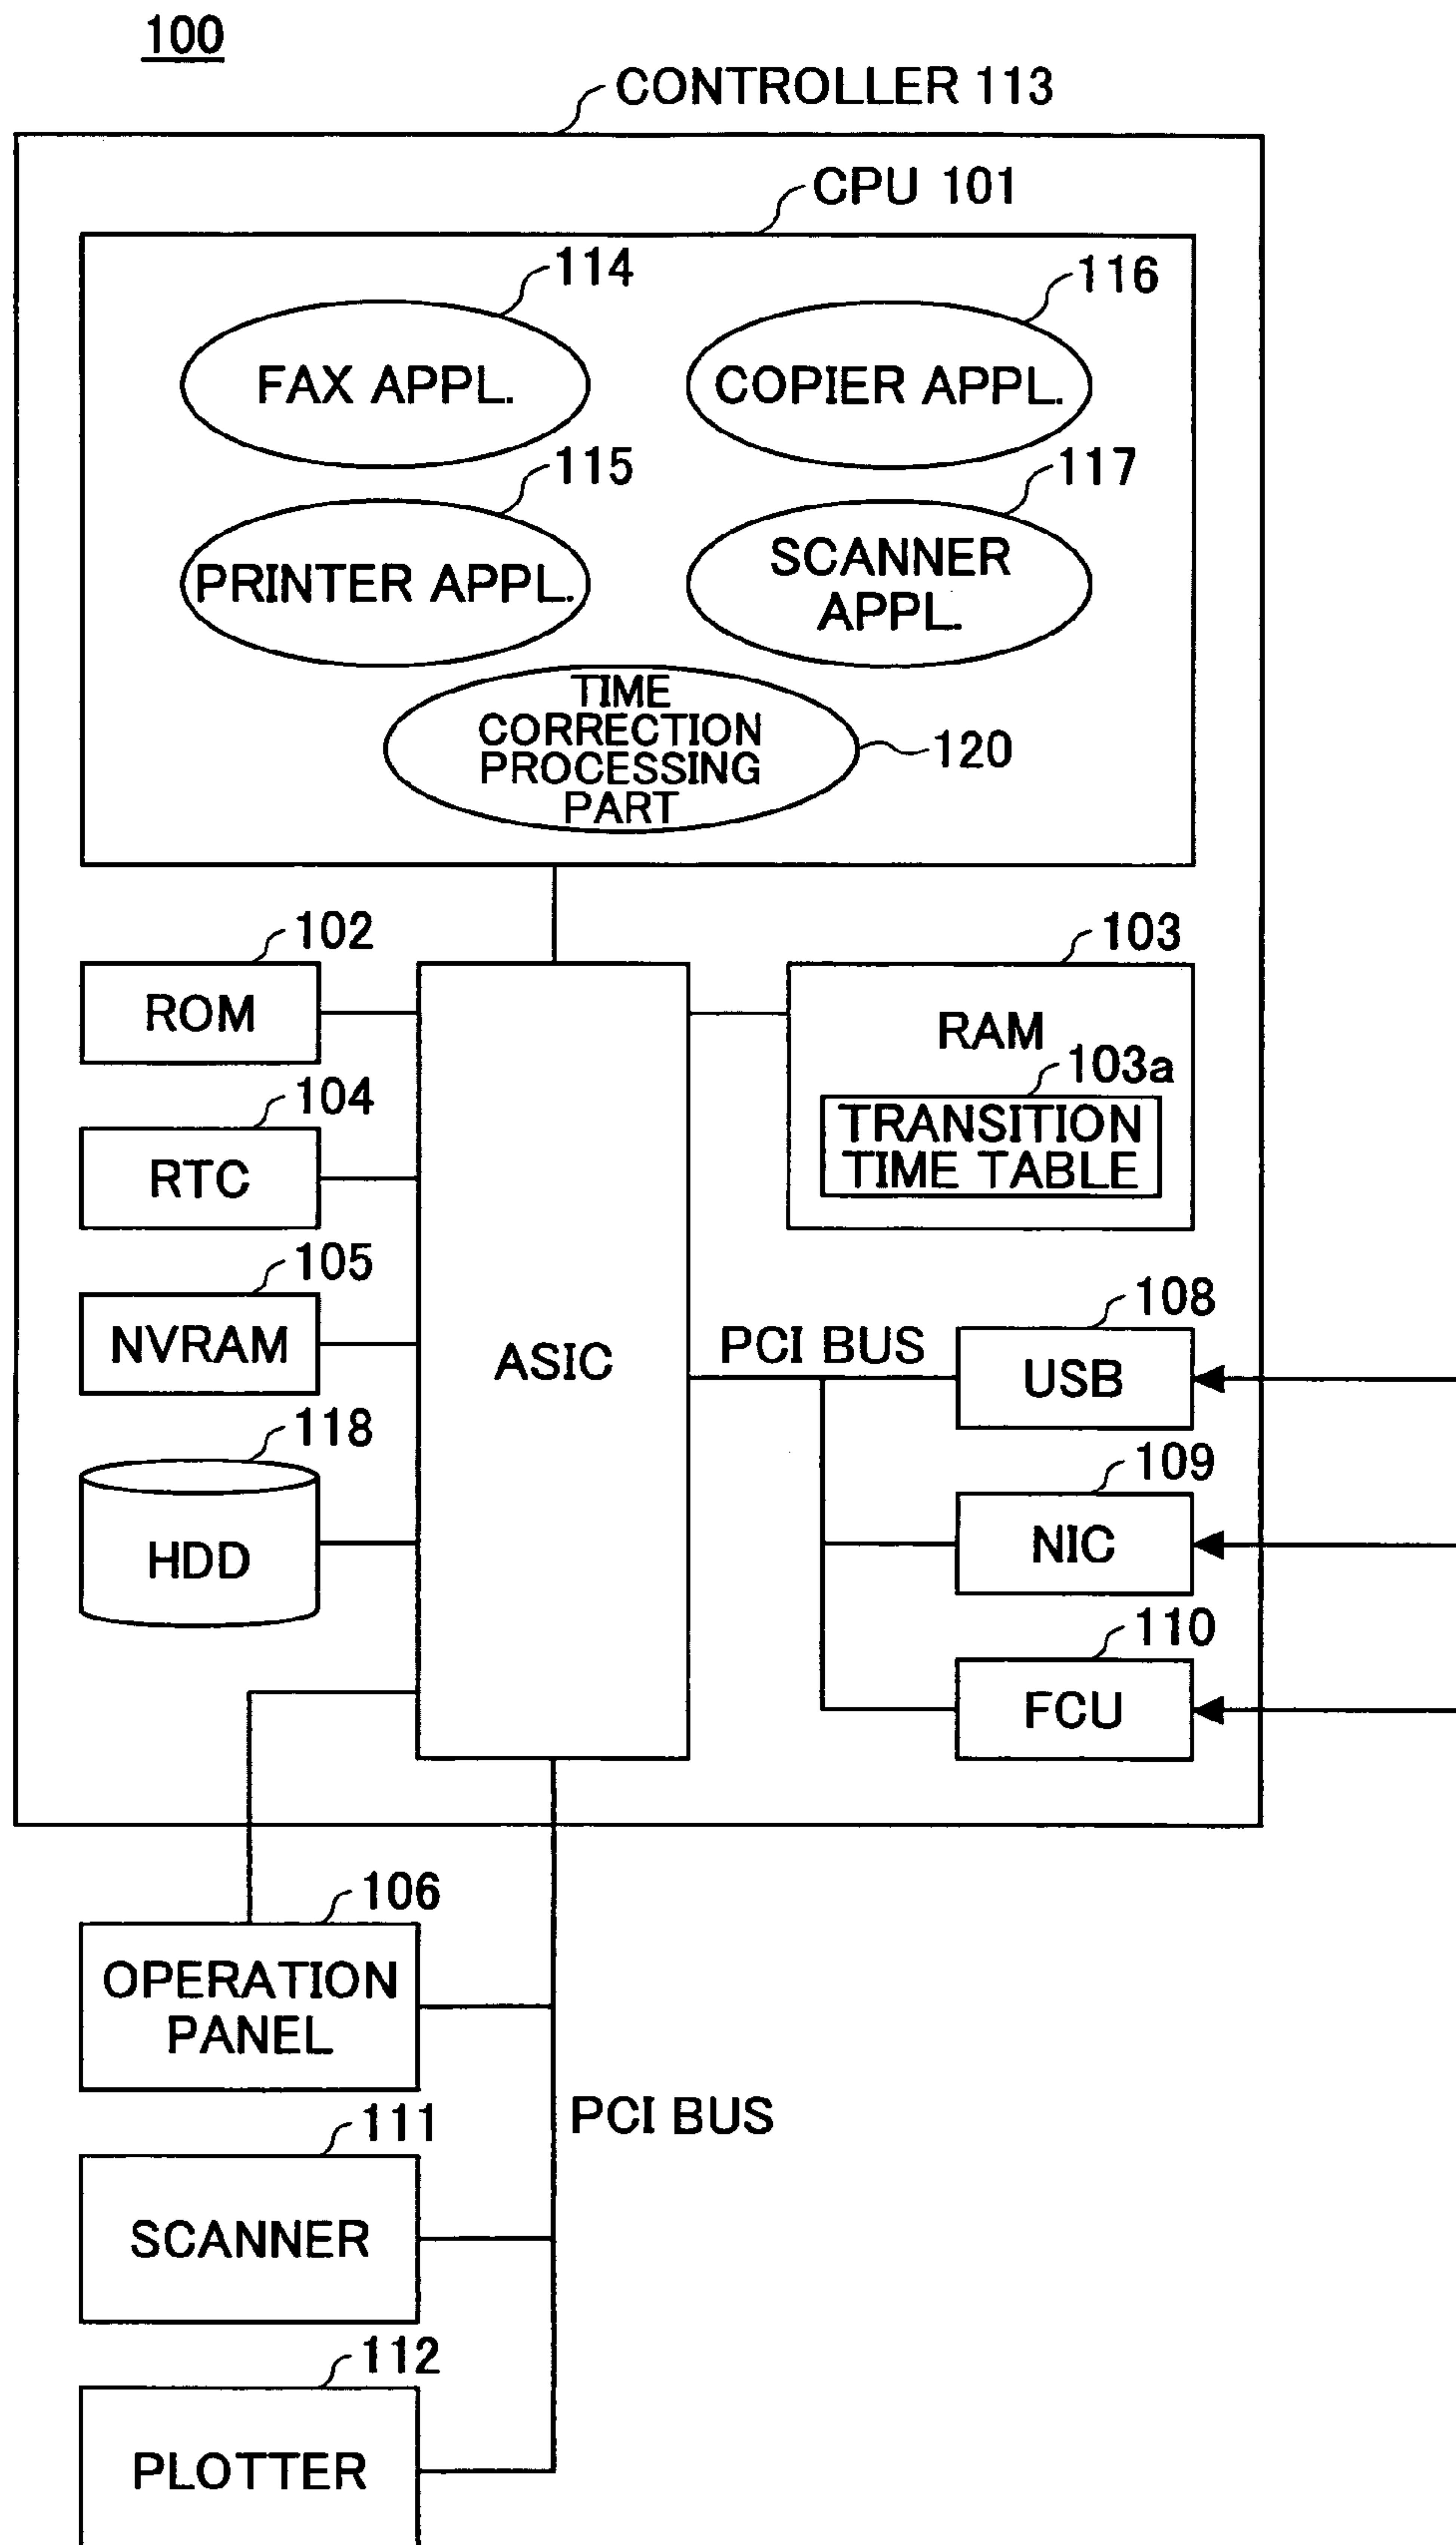 100
CONTROLLER 113
CPU 101
114
116
FAX APPL.
COPIER APPL.
115
117
PRINTER APPL.
SCANNER
APPL.
TIME
CORRECTION
PROCESSING
PART
120
102
103
ROM
RAM
103a
TRANSITION
TIME TABLE
104
RTC
105
NVRAM
ASIC
PCI BUS
108
USB
118
HDD
109
NIC
110
FCU
106
OPERATION
PANEL
PCI BUS
111
SCANNER
112
PLOTTER